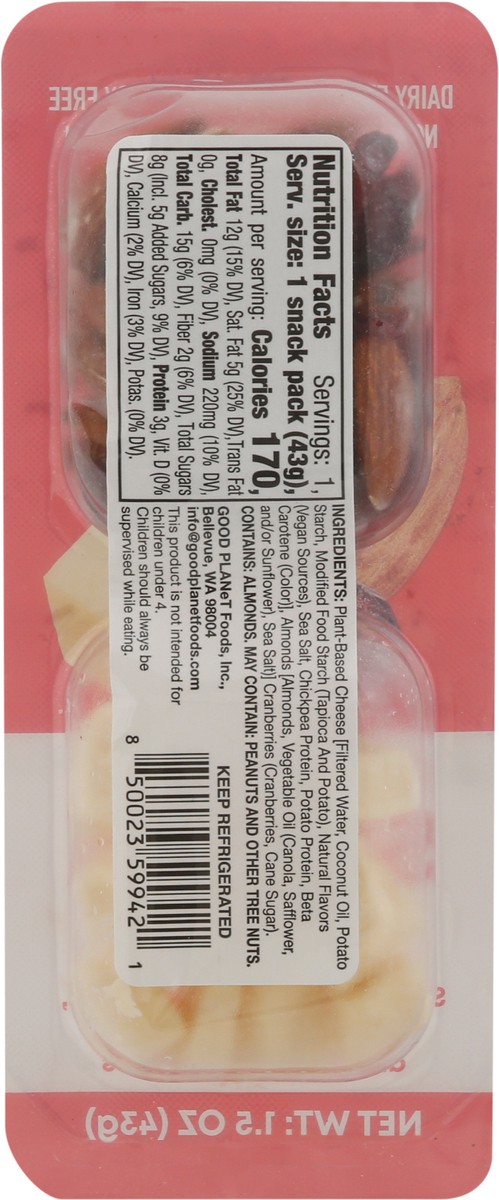 DAIRY FREE
Nutrition Facts Servings: 1,
Serv. size: 1 snack pack (43g),
Amount per serving: Calories 170,
Total Fat 12g (15% DV), Sat. Fat 5g (25% DV), Trans Fat
0g, Cholest. 0mg (0% DV), Sodium 220mg (10% DV),
Total Carb. 15g (6% DV), Fiber 2g (6% DV), Total Sugars
8g (Incl. 5g Added Sugars, 9% DV), Protein 3g, Vit. D (0%
DV), Calcium (2% DV), Iron (3% DV), Potas. (0% DV).
INGREDIENTS: Plant-Based Cheese [Filtered Water, Coconut Oil, Potato
Starch, Modified Food Starch (Tapioca And Potato), Natural Flavors
(Vegan Sources), Sea Salt, Chickpea Protein, Potato Protein, Beta
Carotene (Color)], Almonds [Almonds, Vegetable Oil (Canola, Safflower,
and/or Sunflower), Sea Salt)] Cranberries (Cranberries, Cane Sugar).
CONTAINS: ALMONDS. MAY CONTAIN: PEANUTS AND OTHER TREE NUTS.
GOOD PLANeT Foods, Inc.,
Bellevue, WA 98004
info@goodplanetfoods.com
This product is not intended for
children under 4.
Children should always be
supervised while eating.
KEEP REFRIGERATED
8 50023 59942 1
NET WT: 1.5 OZ (43g)